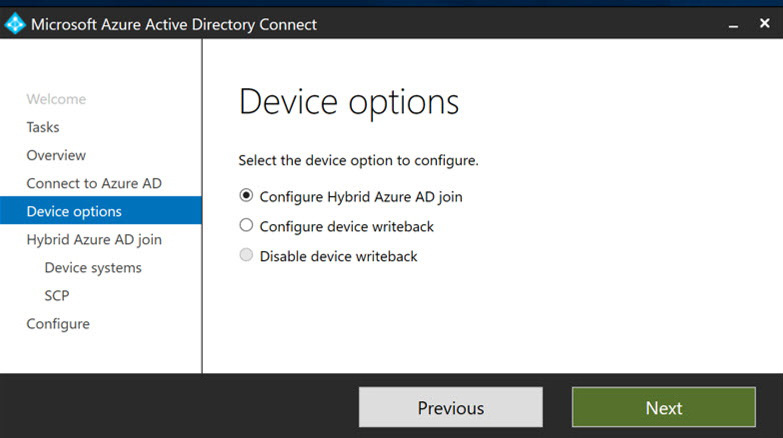 Microsoft Azure Active Directory Connect
Welcome
Tasks
Overview
Connect to Azure AD
Device options
Hybrid Azure AD join
Device systems
SCP
Configure
Device options
Select the device option to configure.
Configure Hybrid Azure AD join
Configure device writeback
Disable device writeback
Previous
Next